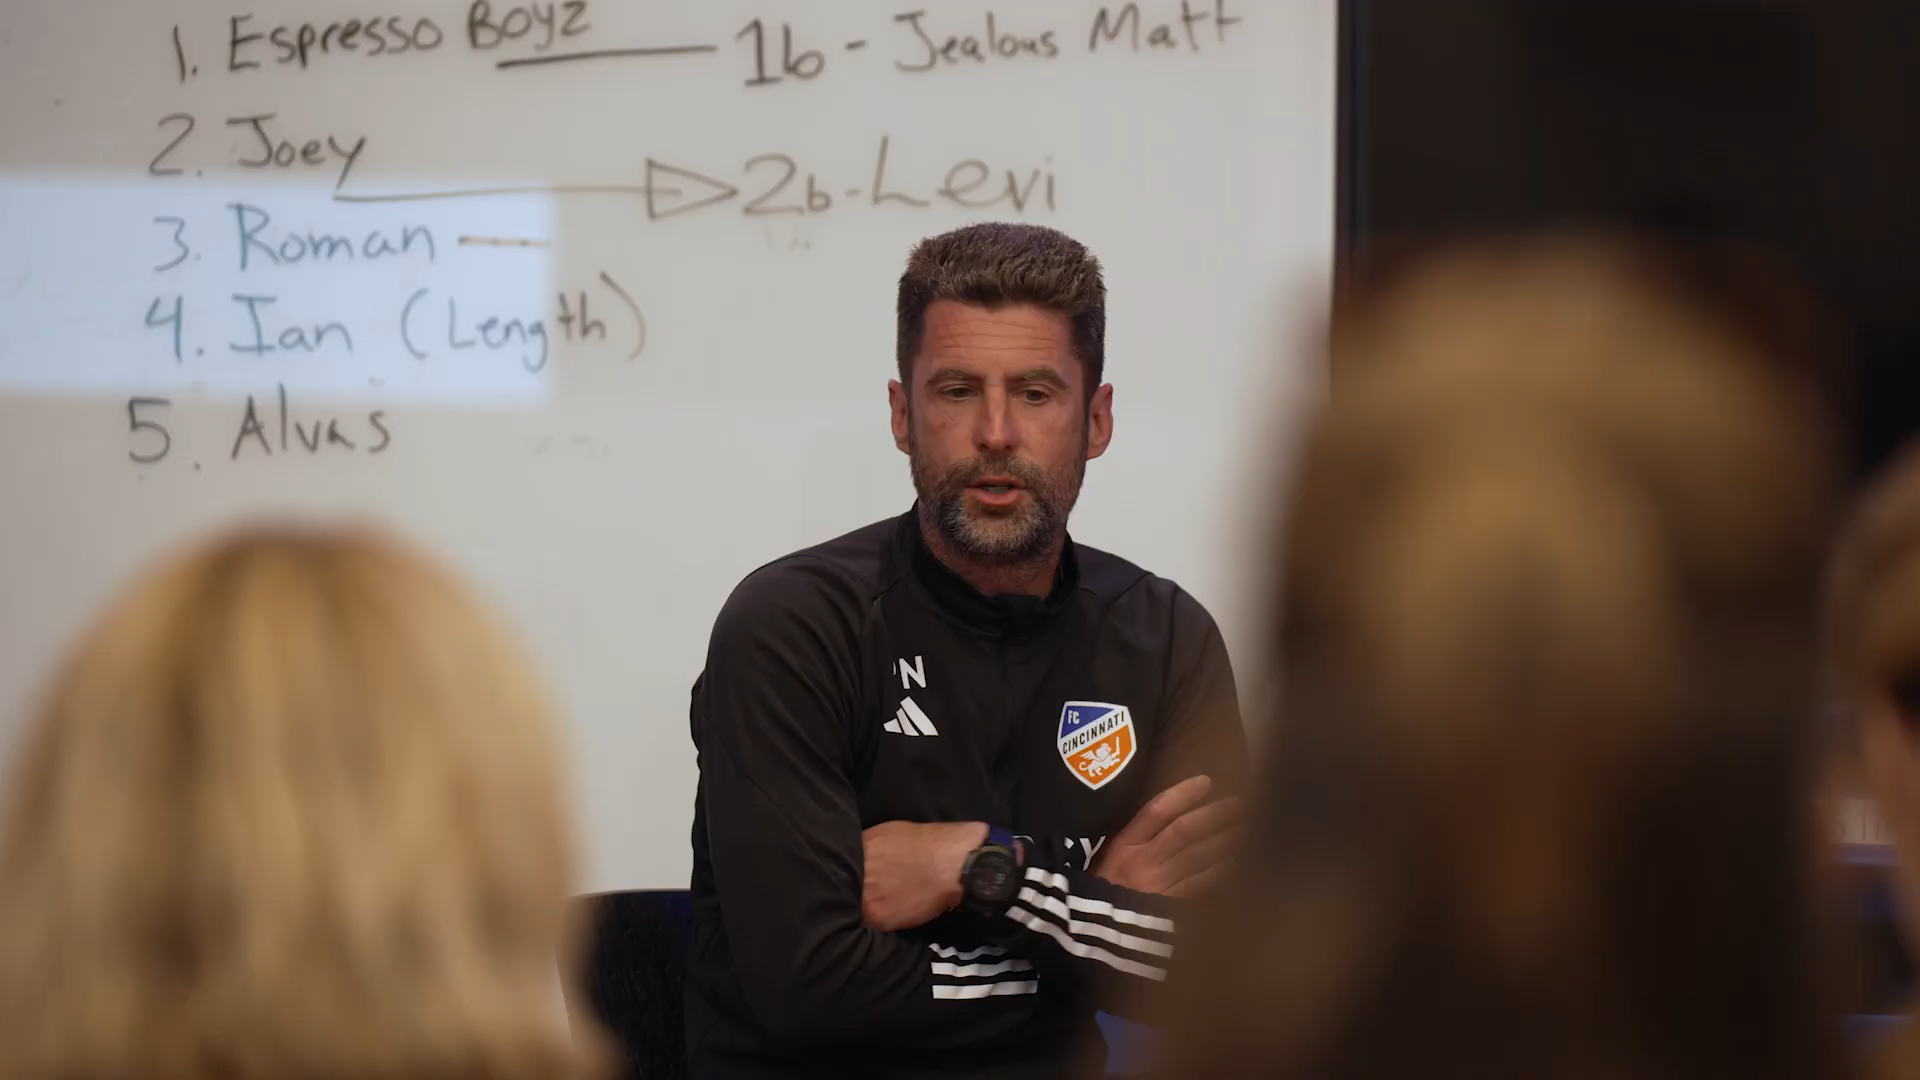 1. Espresso Boyz — 1b - Jealous Matt
2. Joey → 2b - Levi
3. Roman —
4. Ian (Length)
5. Alvas
N
FC
CINCINNATI